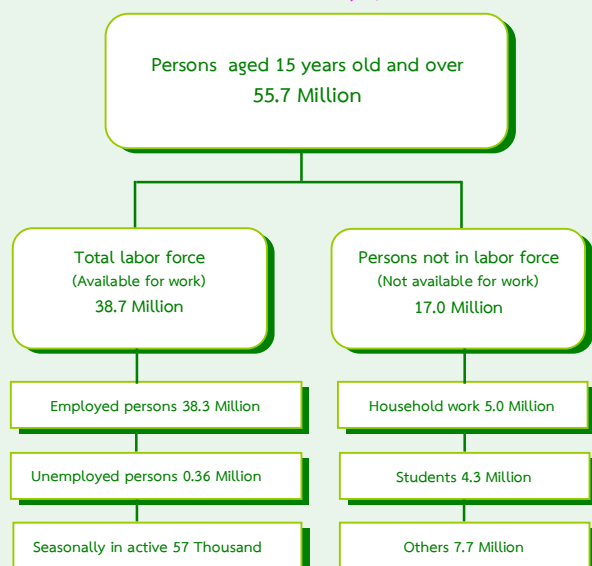 Persons aged 15 years old and over
55.7 Million
Total labor force
(Available for work)
38.7 Million
Persons not in labor force
(Not available for work)
17.0 Million
Employed persons 38.3 Million
Household work 5.0 Million
Unemployed persons 0.36 Million
Students 4.3 Million
Seasonally in active 57 Thousand
Others 7.7 Million